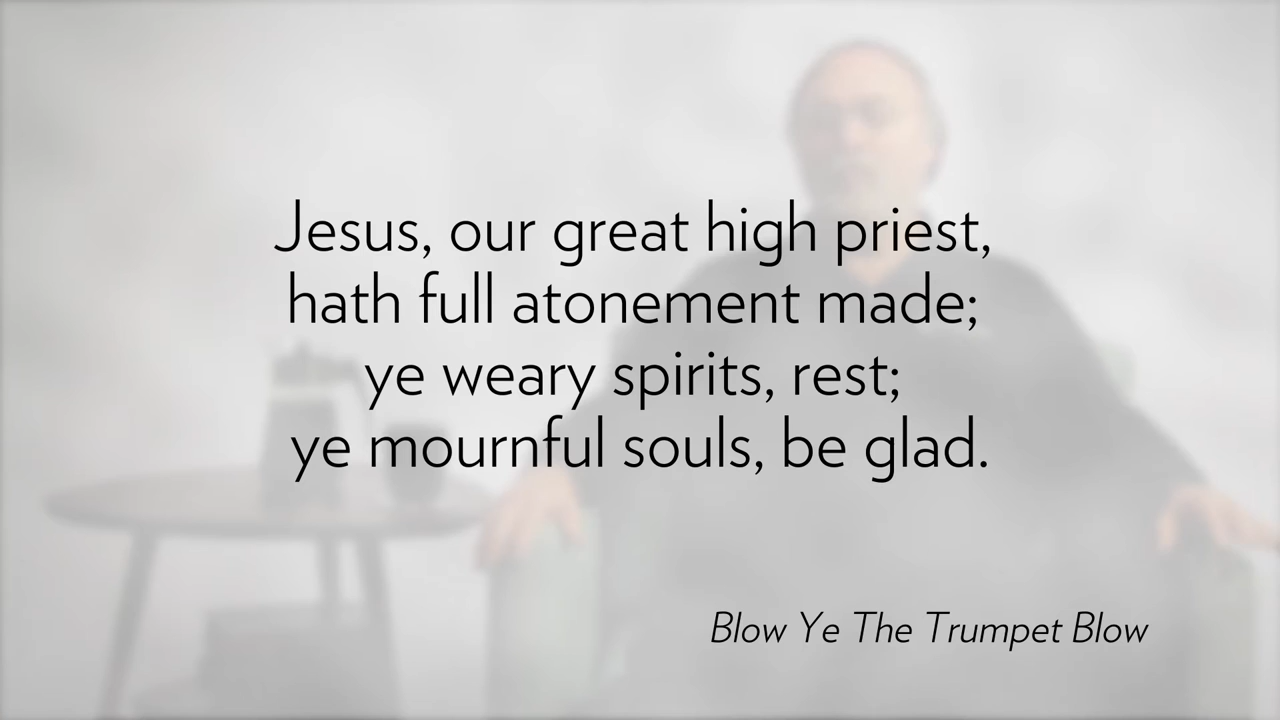 Jesus, our great high priest,
hath full atonement made;
ye weary spirits, rest;
ye mournful souls, be glad.
Blow Ye The Trumpet Blow